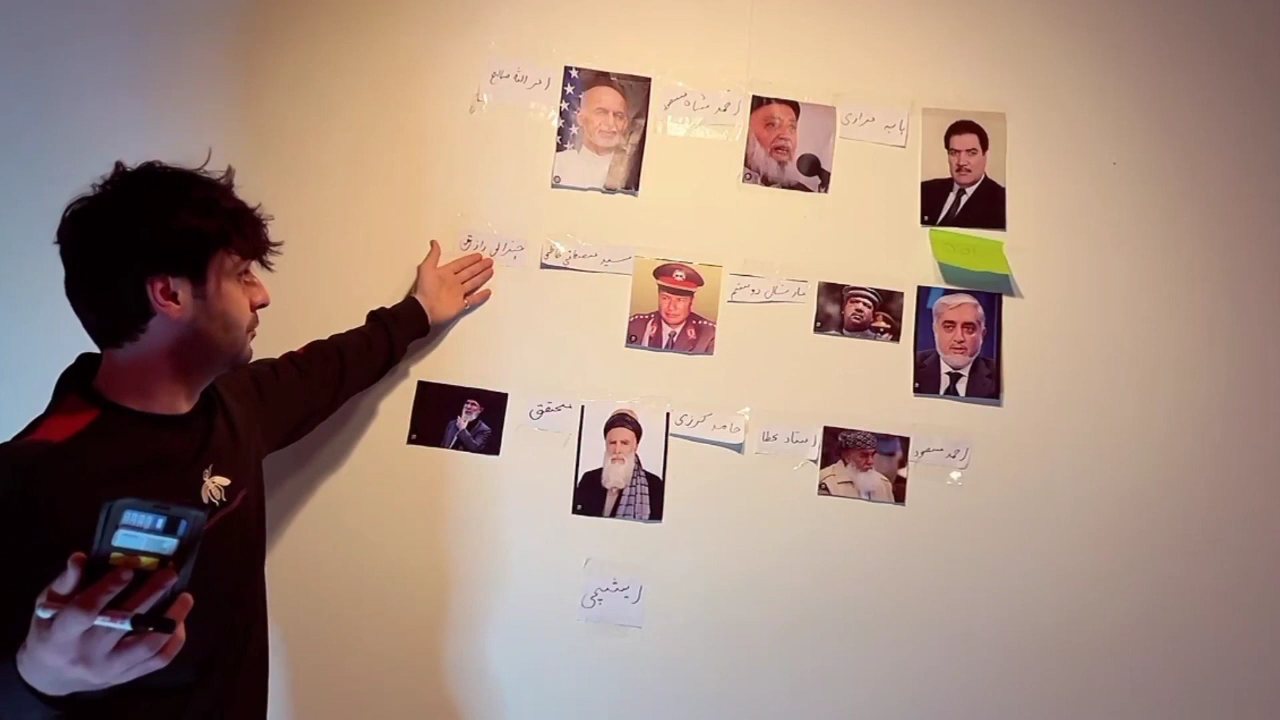 امرالله صالح
احمد شاه مسعود
بابه مزاری
جنرال رازق
سید مصطفی کاظمی
مارشال دوستم
محقق
حامد کرزی
استاد عطا
احمد مسعود